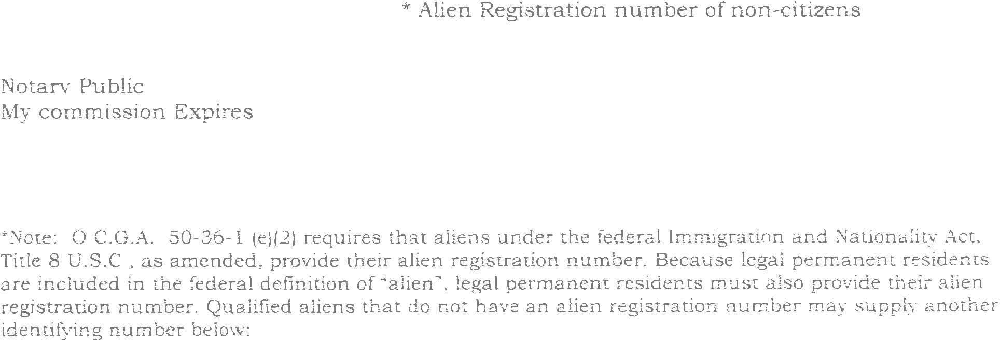 * Alien Registration number of non-citizens
Notary Public
My commission Expires
*Note: O C.G.A. 50-36-1 (e)(2) requires that aliens under the federal Immigration and Nationality Act.
Title 8 U.S.C , as amended, provide their alien registration number. Because legal permanent residents
are included in the federal definition of "alien", legal permanent residents must also provide their alien
registration number. Qualified aliens that do not have an alien registration number may supply another
identifying number below: